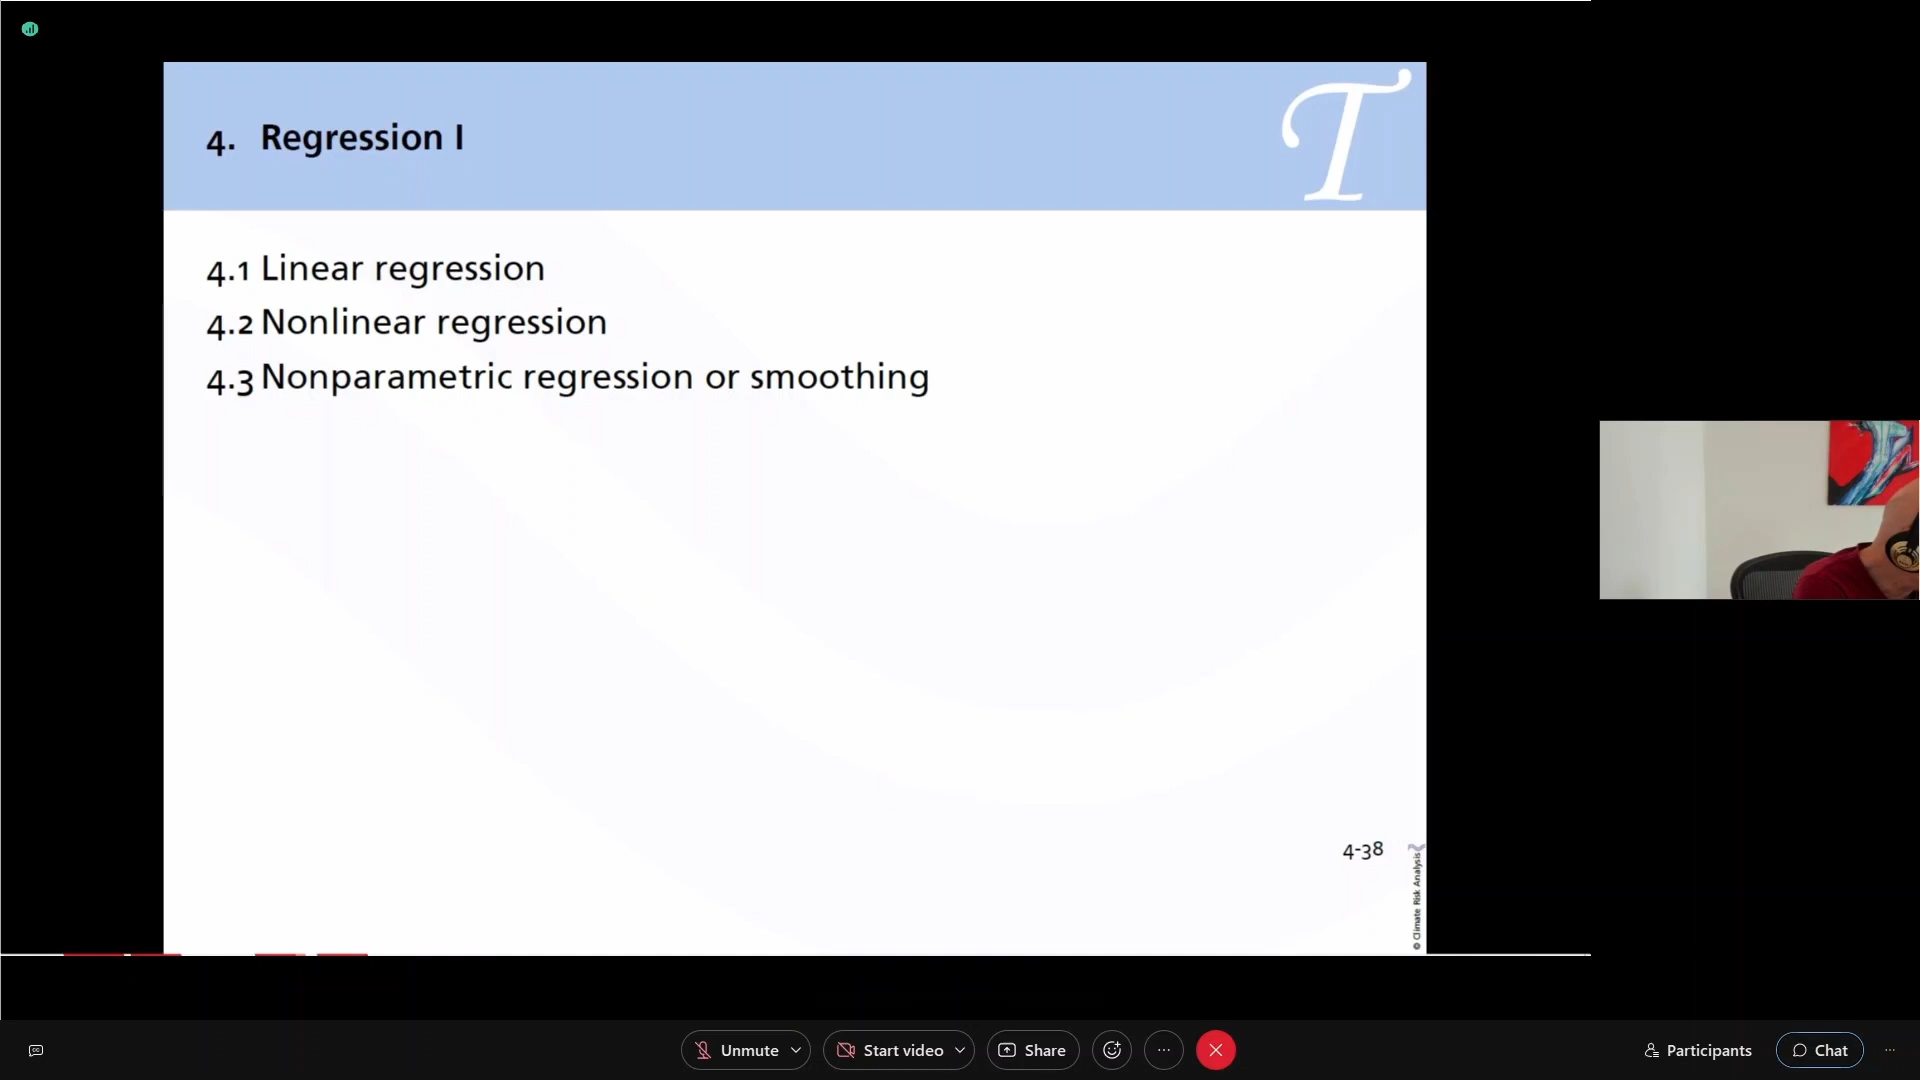 4. Regression I
T
4.1 Linear regression
4.2 Nonlinear regression
4.3 Nonparametric regression or smoothing
4-38
© Climate Risk Analysis
Unmute
Start video
Share
Participants
Chat